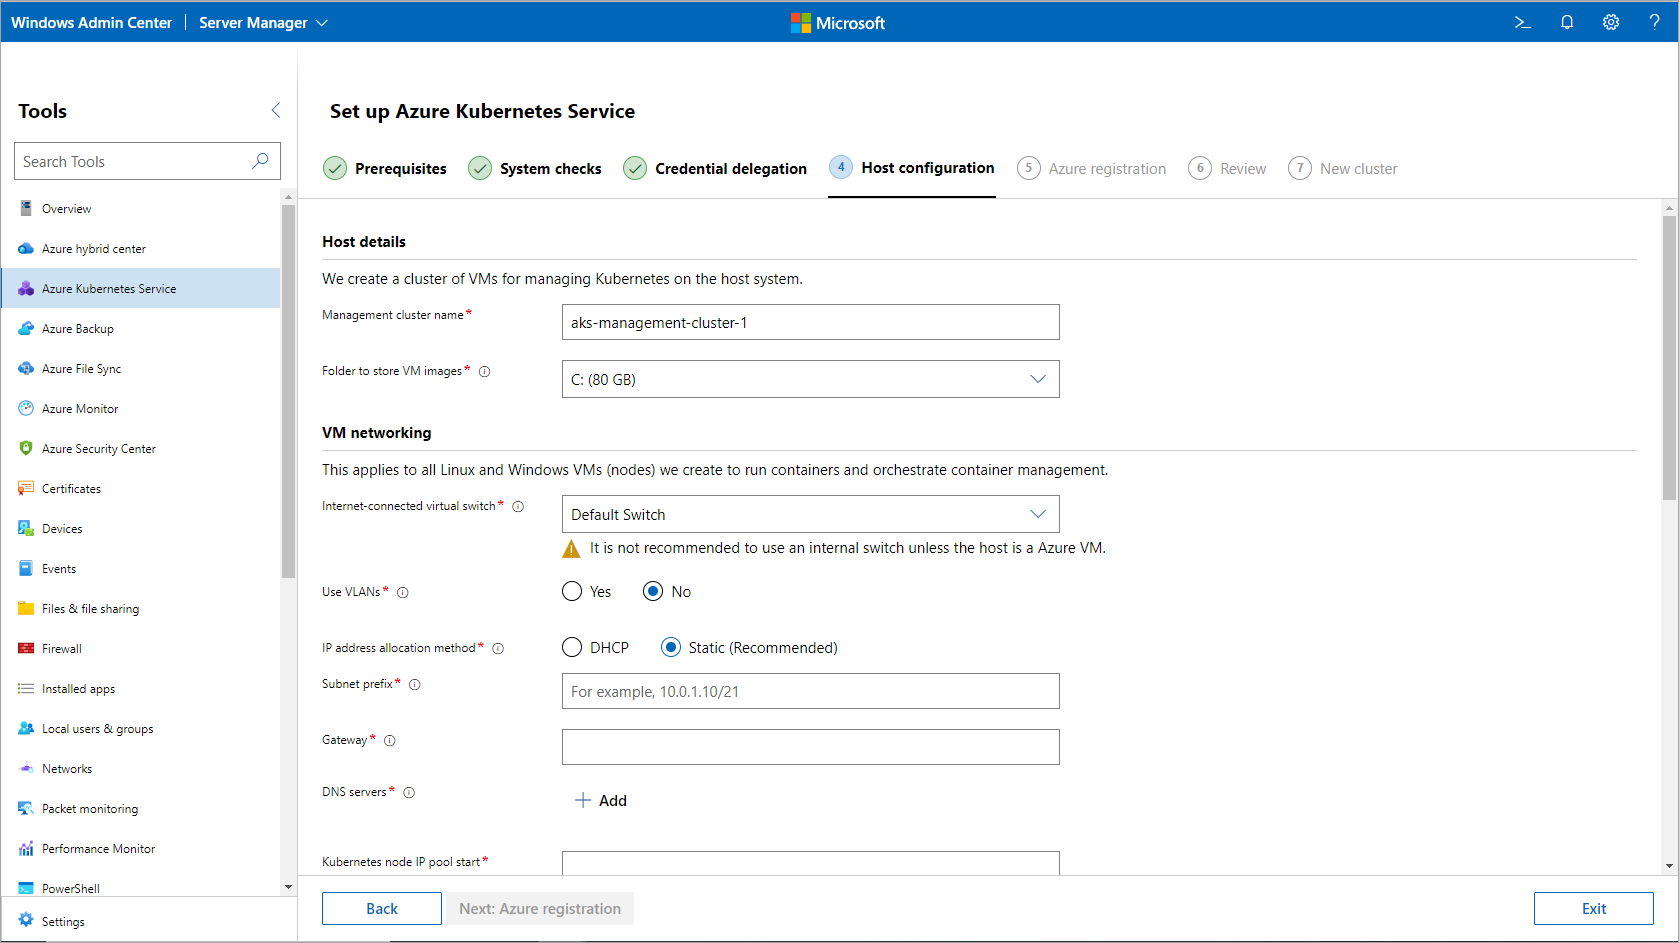 Windows Admin Center
Server Manager
Microsoft
Tools
Search Tools
Overview
Azure hybrid center
Azure Kubernetes Service
Azure Backup
Azure File Sync
Azure Monitor
Azure Security Center
Certificates
Devices
Events
Files & file sharing
Firewall
Installed apps
Local users & groups
Networks
Packet monitoring
Performance Monitor
PowerShell
Settings
Set up Azure Kubernetes Service
Prerequisites
System checks
Credential delegation
4 Host configuration
5 Azure registration
6 Review
7 New cluster
Host details
We create a cluster of VMs for managing Kubernetes on the host system.
Management cluster name*
aks-management-cluster-1
Folder to store VM images*
C: (80 GB)
VM networking
This applies to all Linux and Windows VMs (nodes) we create to run containers and orchestrate container management.
Internet-connected virtual switch*
Default Switch
It is not recommended to use an internal switch unless the host is a Azure VM.
Use VLANs*
Yes No
IP address allocation method*
DHCP Static (Recommended)
Subnet prefix*
For example, 10.0.1.10/21
Gateway*
DNS servers*
Add
Kubernetes node IP pool start*
Back
Next: Azure registration
Exit